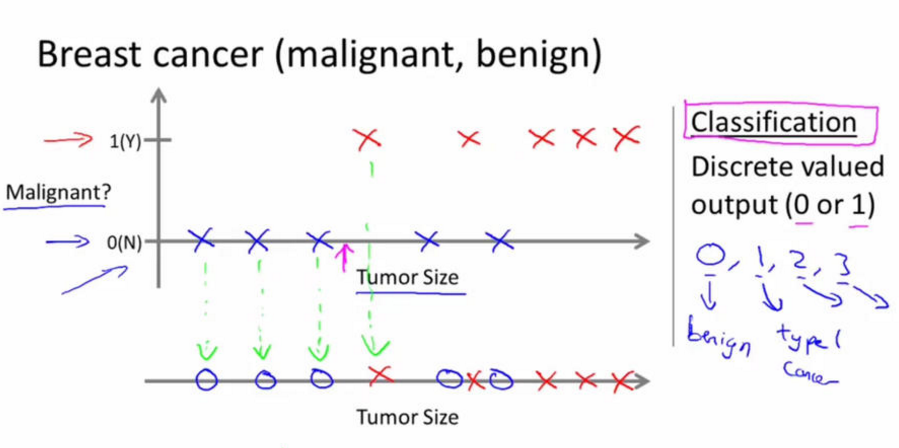 Breast cancer (malignant, benign)
1(Y)
Malignant?
0(N)
Tumor Size
Tumor Size
Classification
Discrete valued
output (0 or 1)
0, 1, 2, 3
benign type 1
cancer